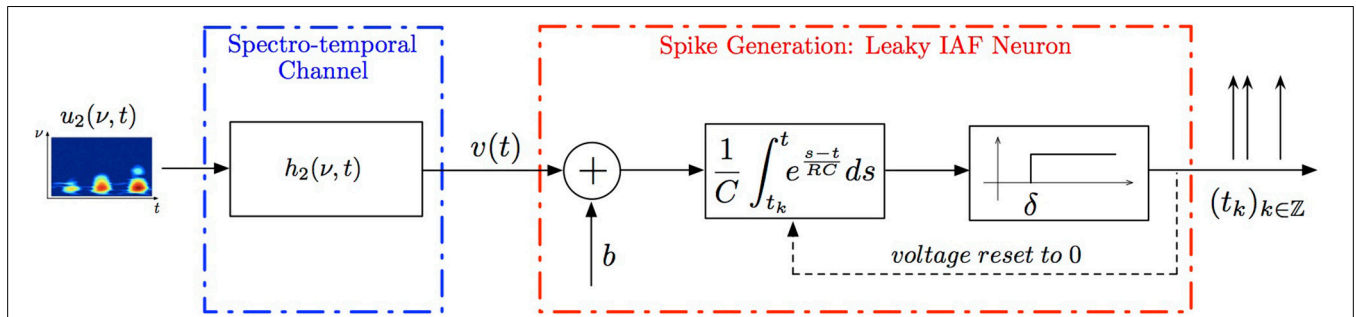 Spectro-temporal
Channel
Spike Generation: Leaky IAF Neuron
u₂(ν, t)
ν
t
h₂(ν, t)
v(t)
+
b
1/C ∫_{t_k}^{t} e^{(s−t)/(RC)} ds
δ
voltage reset to 0
(t_k)_{k∈ℤ}